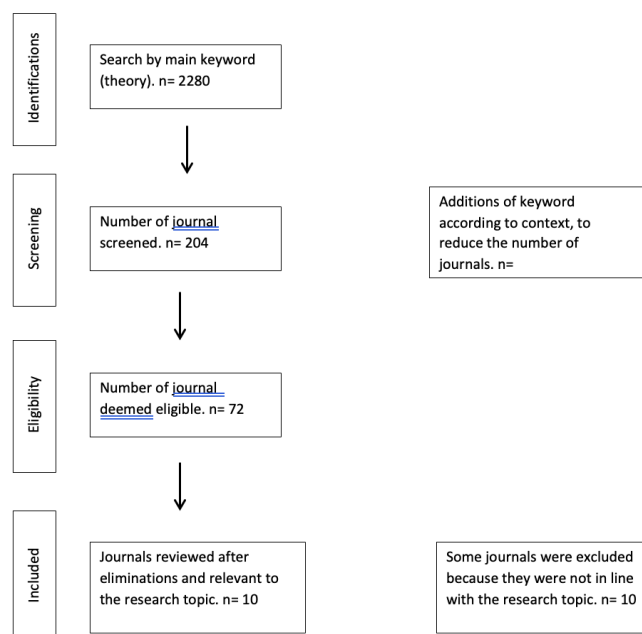 Identifications
Search by main keyword
(theory). n= 2280
Screening
Number of journal
screened. n= 204
Additions of keyword
according to context, to
reduce the number of
journals. n=
Eligibility
Number of journal
deemed eligible. n= 72
Included
Journals reviewed after
eliminations and relevant to
the research topic. n= 10
Some journals were excluded
because they were not in line
with the research topic. n= 10